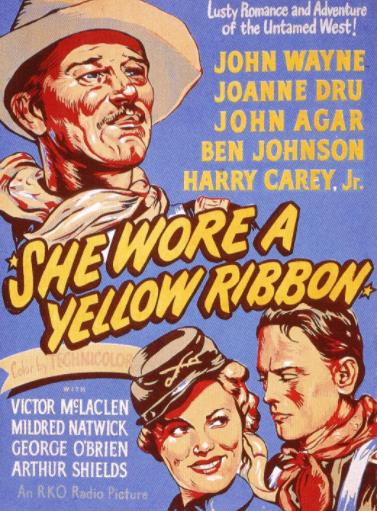 Lusty Romance and Adventure
of the Untamed West!
JOHN WAYNE
JOANNE DRU
JOHN AGAR
BEN JOHNSON
HARRY CAREY, Jr.
SHE WORE A
YELLOW RIBBON
Color by TECHNICOLOR
WITH
VICTOR McLACLEN
MILDRED NATWICK
GEORGE O'BRIEN
ARTHUR SHIELDS
An RKO Radio Picture